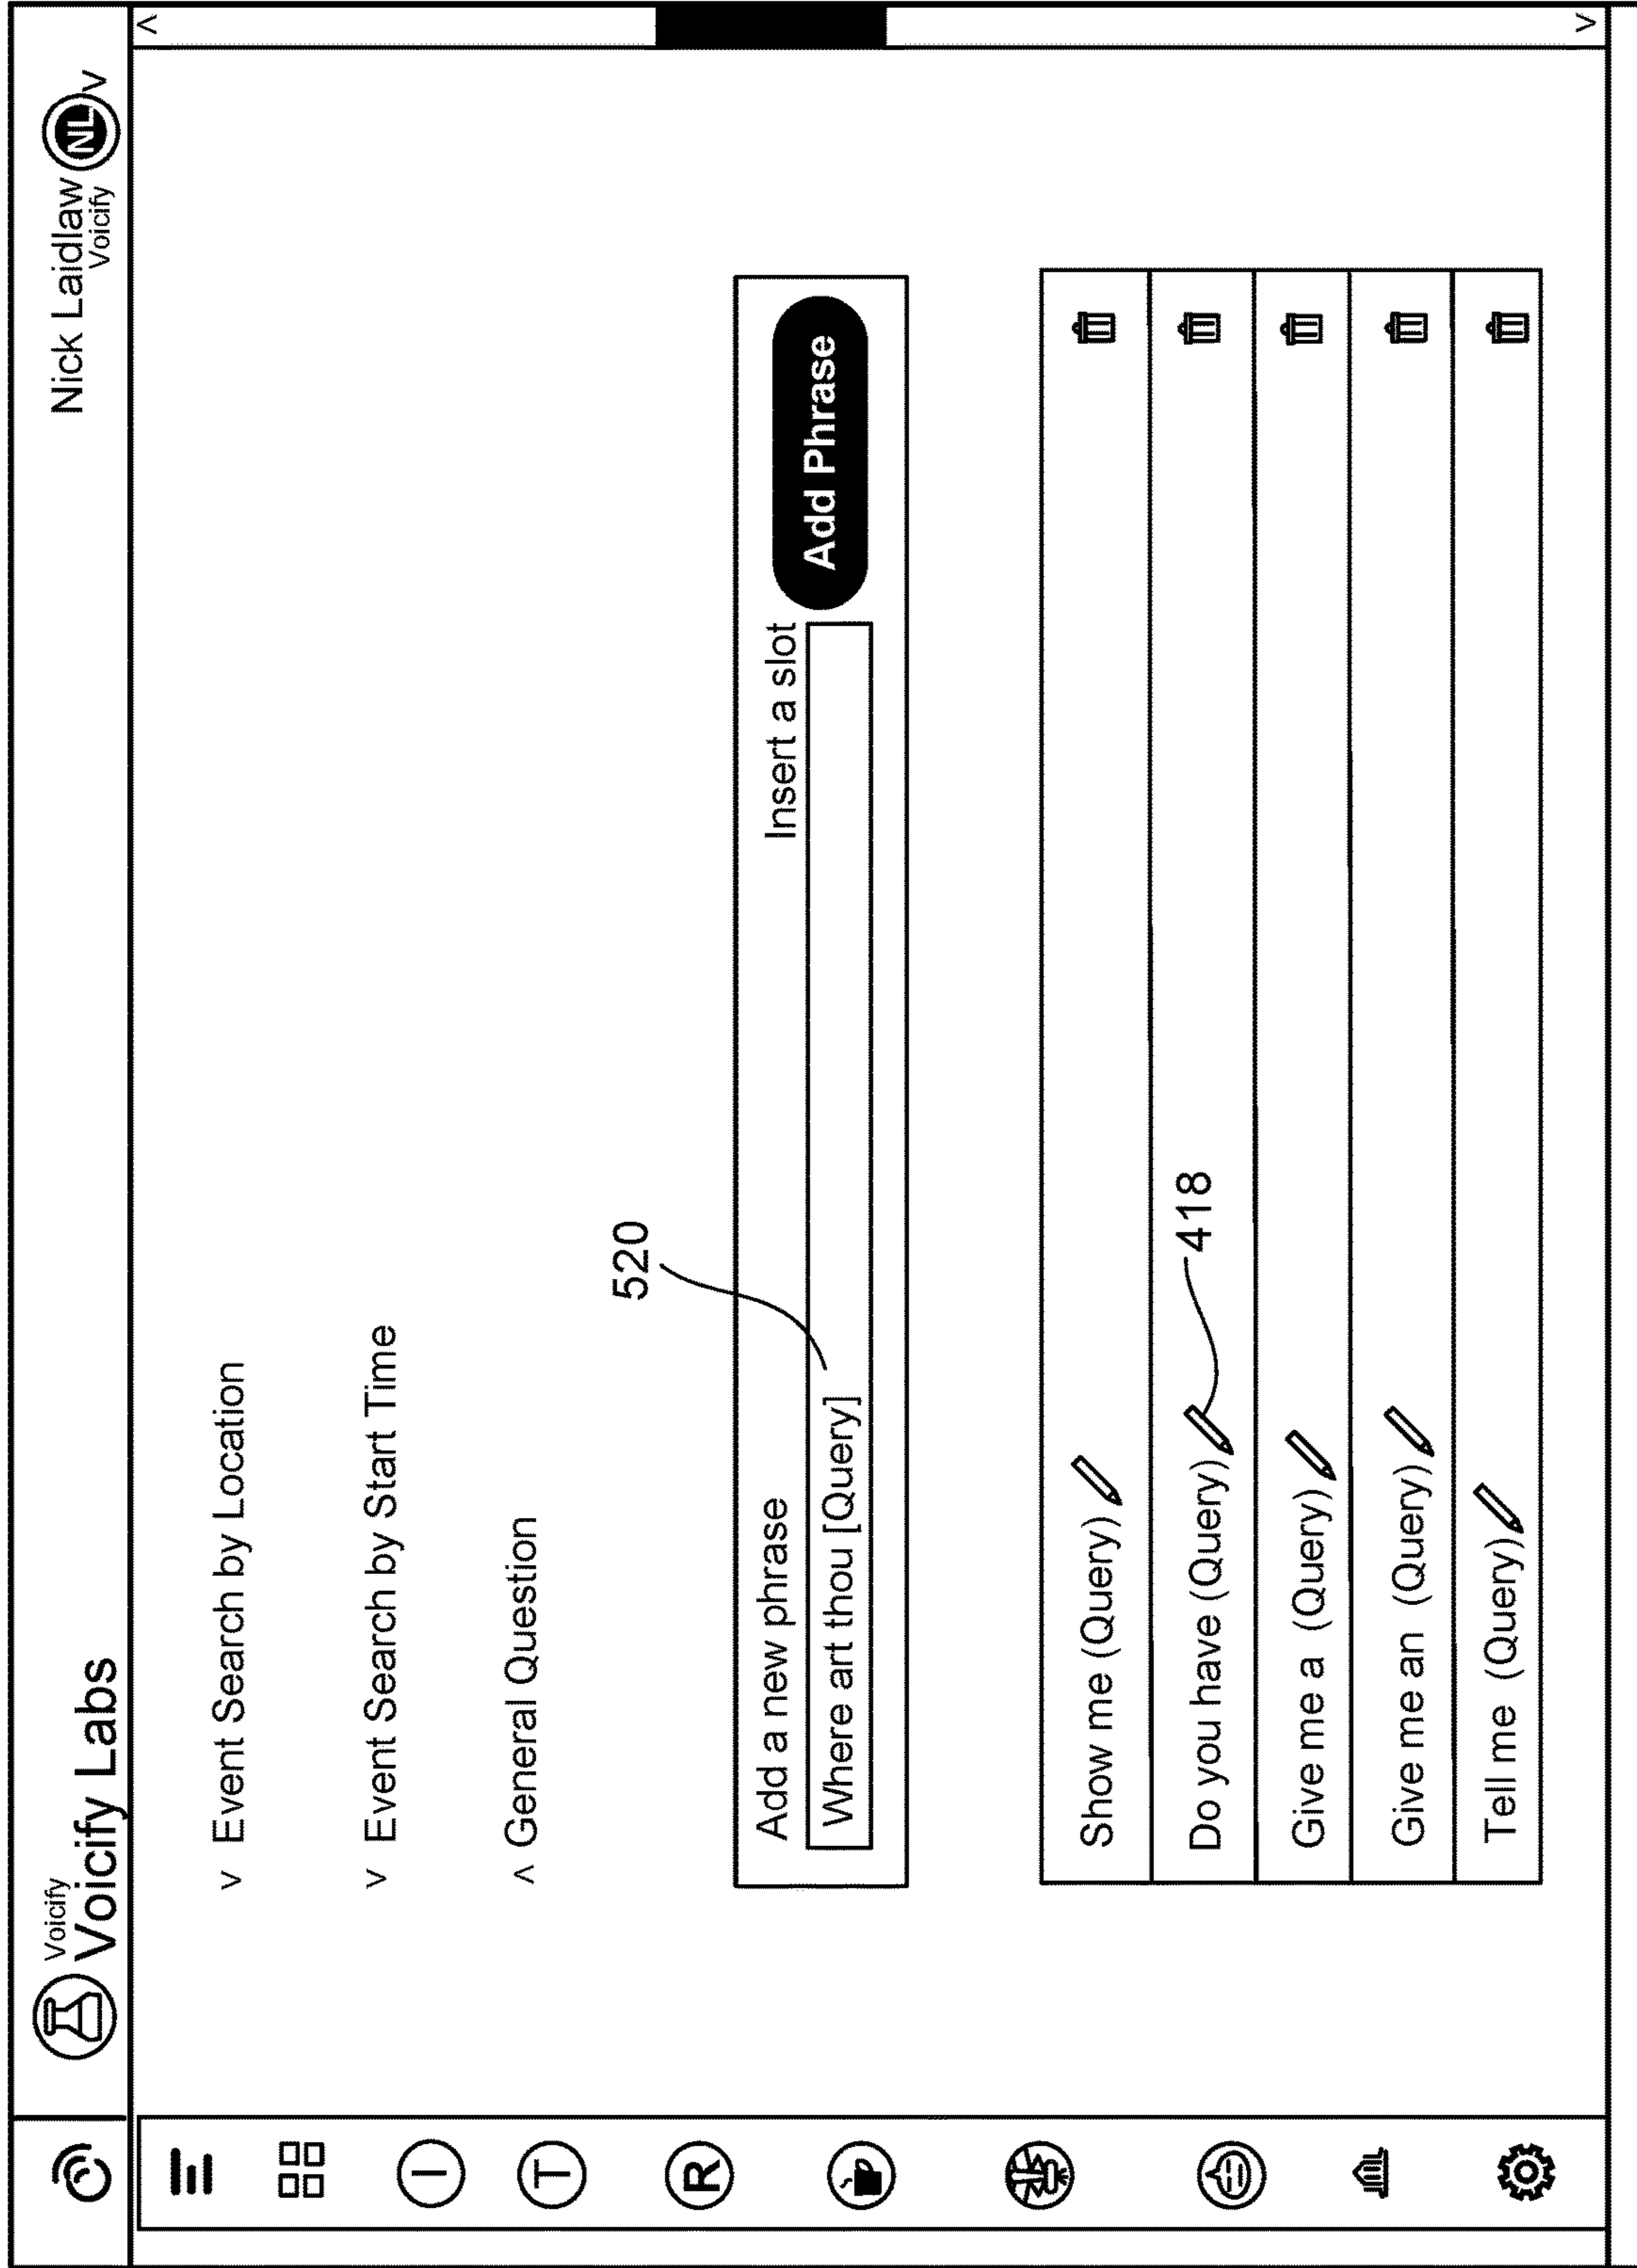 Voicify
Voicify Labs
Nick Laidlaw
Voicify
NL
v
^
v Event Search by Location
v Event Search by Start Time
^ General Question
520
Add a new phrase
Insert a slot
Where art thou [Query]
Add Phrase
Show me (Query)
Do you have (Query)
418
Give me a (Query)
Give me an (Query)
Tell me (Query)
I
T
R
v